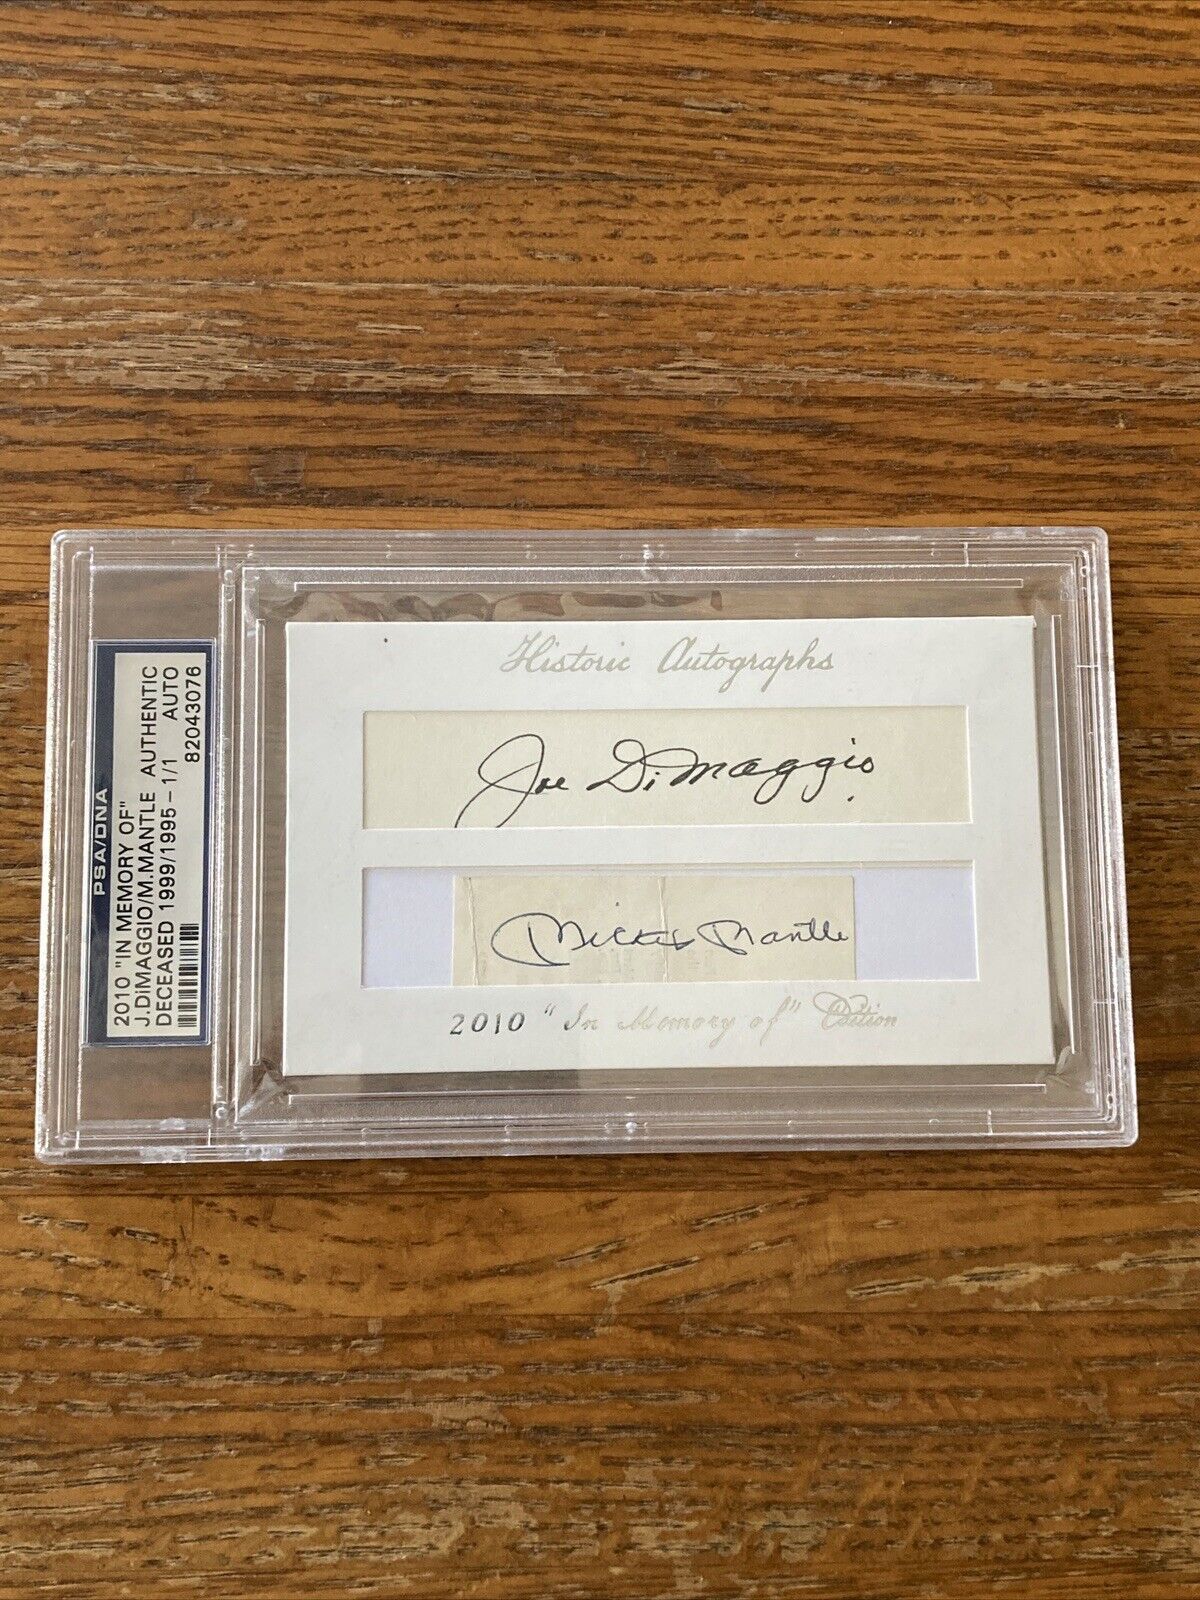 PSA/DNA
2010 "IN MEMORY OF"
J.DiMAGGIO/M.MANTLE AUTHENTIC
DECEASED 1999/1995 - 1/1 AUTO
82043076
Historic Autographs
Joe DiMaggio
Mickey Mantle
2010 "In Memory of" Edition